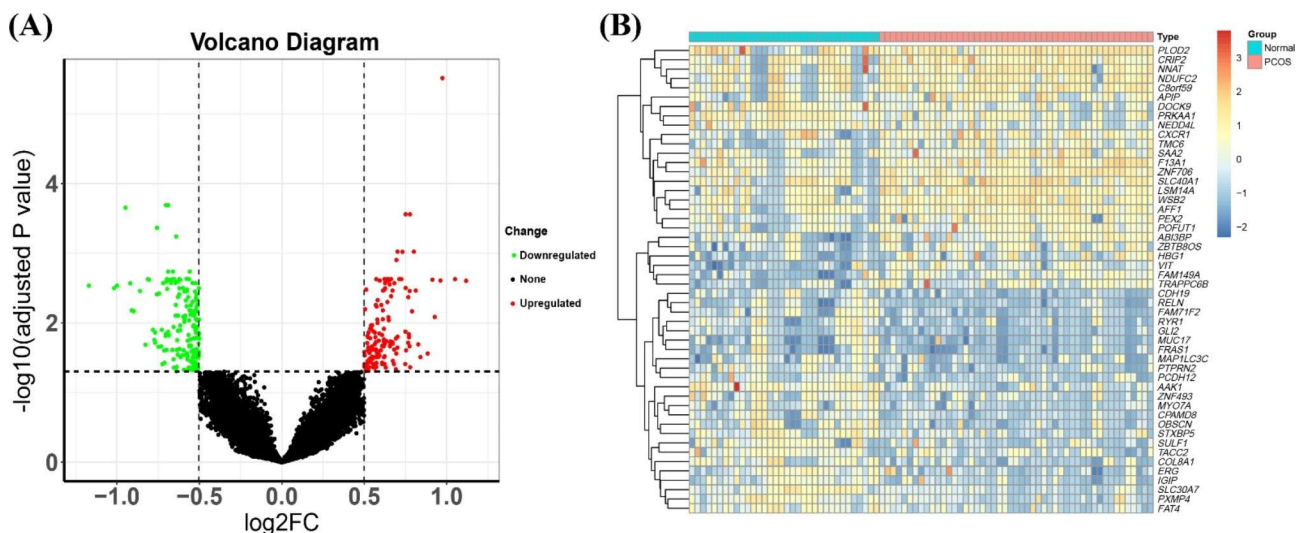 (A)
Volcano Diagram
-log10(adjusted P value)
4
2
0
−1.0
−0.5
0.0
0.5
1.0
log2FC
Change
Downregulated
None
Upregulated
(B)
Type
PLOD2
CRIP2
NNAT
NDUFC2
C8orf59
APIP
DOCK9
PRKAA1
NEDD4L
CXCR1
TMC6
SAA2
F13A1
ZNF706
SLC40A1
LSM14A
WSB2
AFF1
PEX2
POFUT1
ABI3BP
ZBTB8OS
HBG1
VIT
FAM149A
TRAPPC6B
CDH19
RELN
FAM71F2
RYR1
GLI2
MUC17
FRAS1
MAP1LC3C
PTPRN2
PCDH12
AAK1
ZNF493
MYO7A
CPAMD8
OBSCN
STXBP5
SULF1
TACC2
COL8A1
ERG
IGIP
SLC30A7
PXMP4
FAT4
3
2
1
0
−1
−2
Group
Normal
PCOS